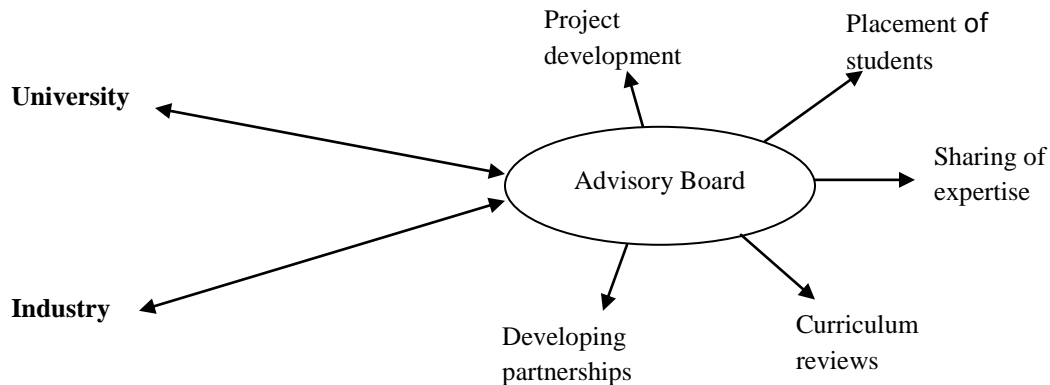 Project
development
Placement of
students
University
Advisory Board
Sharing of
expertise
Industry
Developing
partnerships
Curriculum
reviews